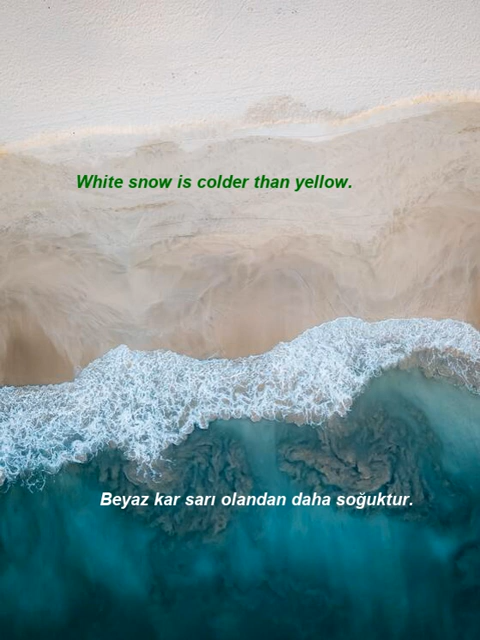 White snow is colder than yellow.
Beyaz kar sarı olandan daha soğuktur.